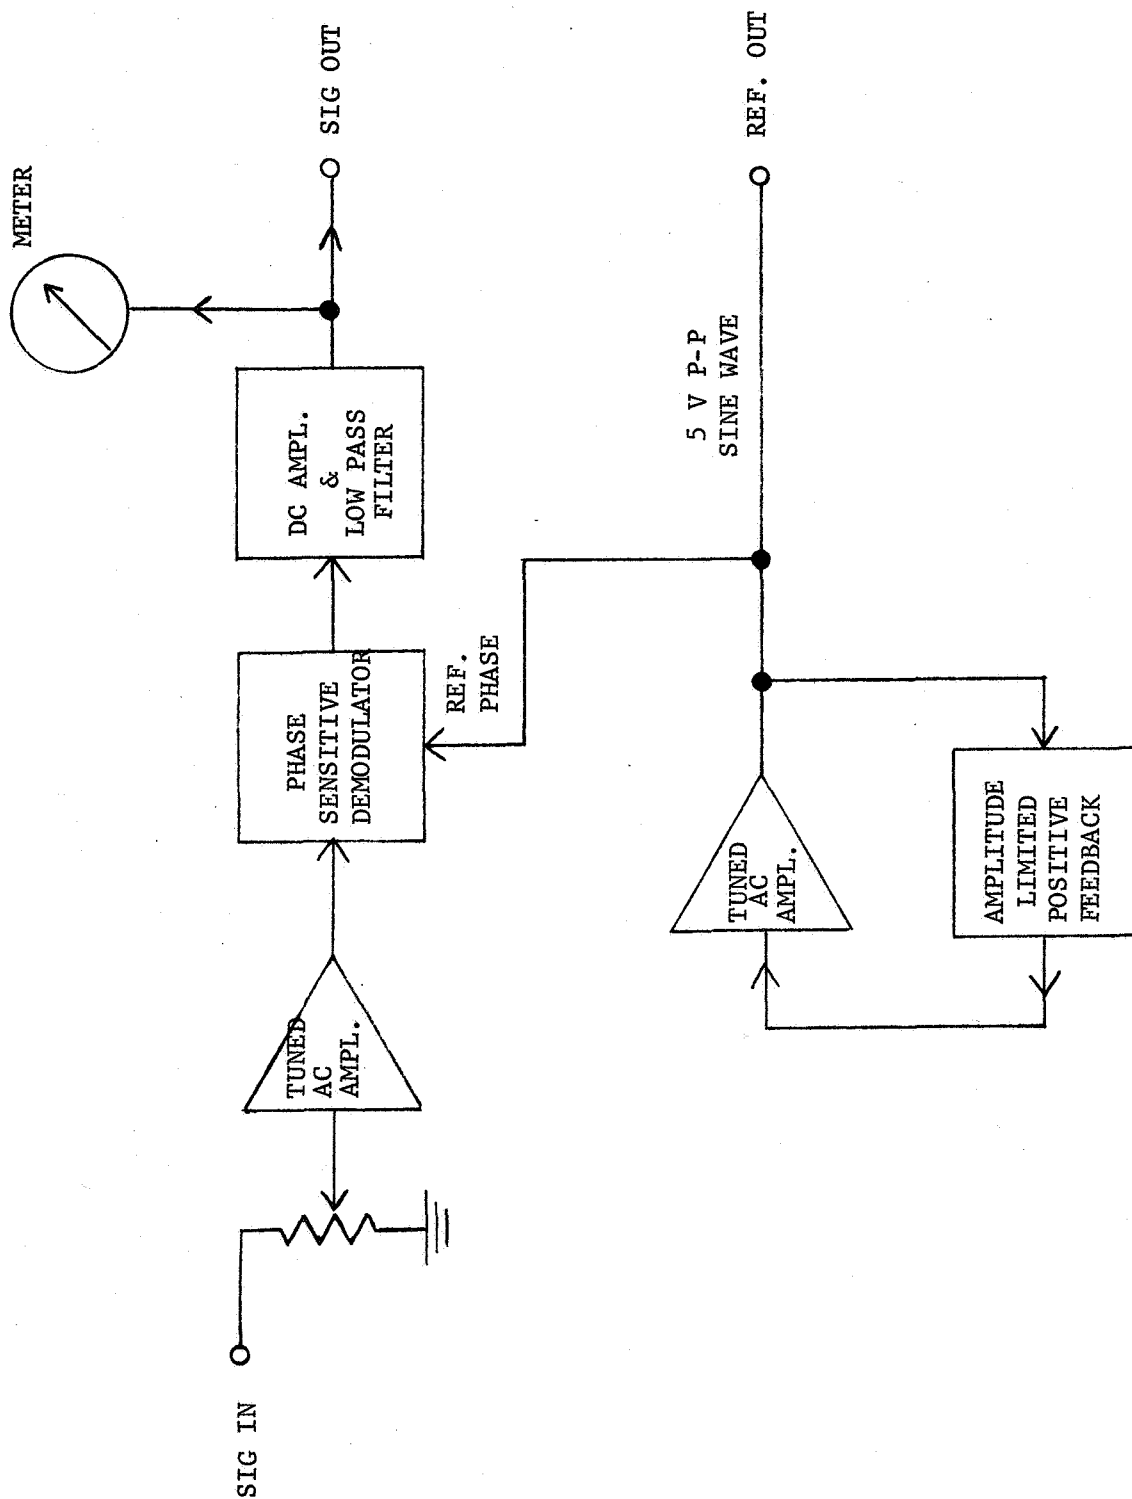 METER
SIG IN
TUNED
AC
AMPL.
PHASE
SENSITIVE
DEMODULATOR
DC AMPL.
&
LOW PASS
FILTER
SIG OUT
REF.
PHASE
5 V P-P
SINE WAVE
TUNED
AC
AMPL.
REF. OUT
AMPLITUDE
LIMITED
POSITIVE
FEEDBACK